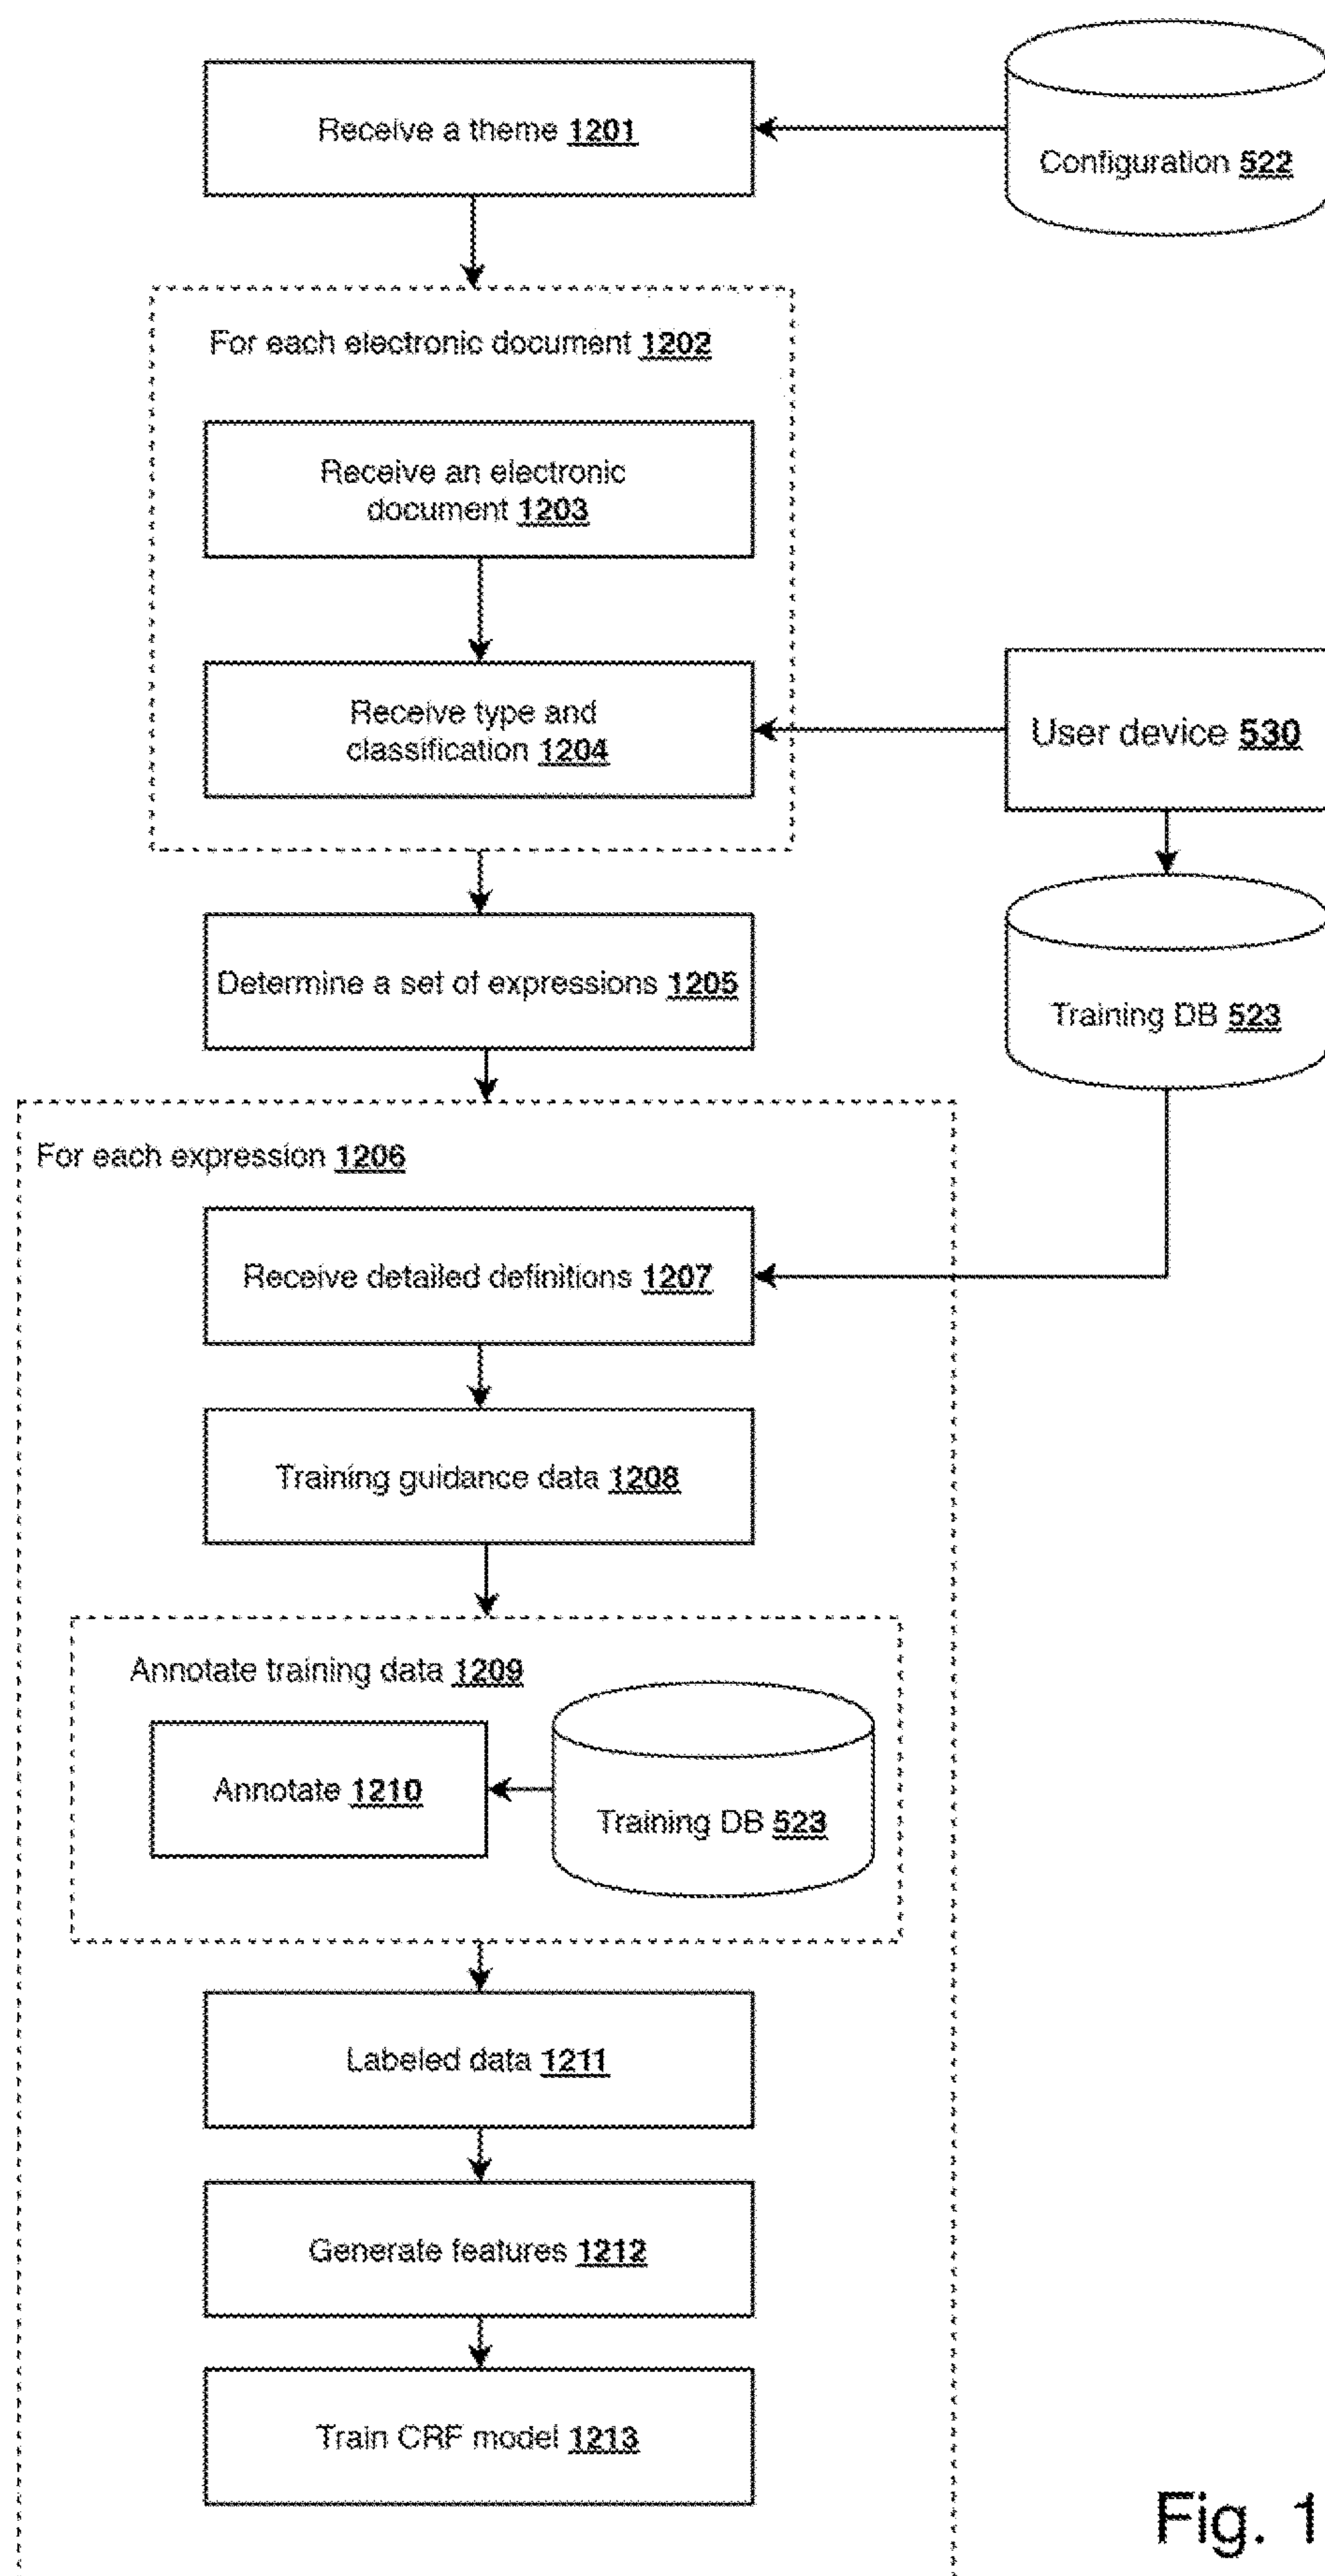 Receive a theme 1201
Configuration 522
For each electronic document 1202
Receive an electronic
document 1203
Receive type and
classification 1204
User device 530
Determine a set of expressions 1205
Training DB 523
For each expression 1206
Receive detailed definitions 1207
Training guidance data 1208
Annotate training data 1209
Annotate 1210
Training DB 523
Labeled data 1211
Generate features 1212
Train CRF model 1213
Fig. 1